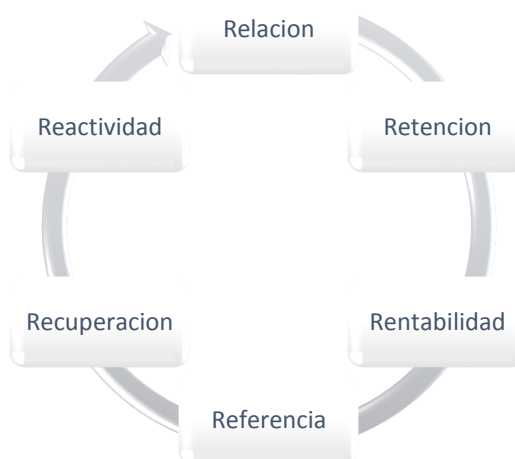 Relacion
Retencion
Rentabilidad
Referencia
Recuperacion
Reactividad